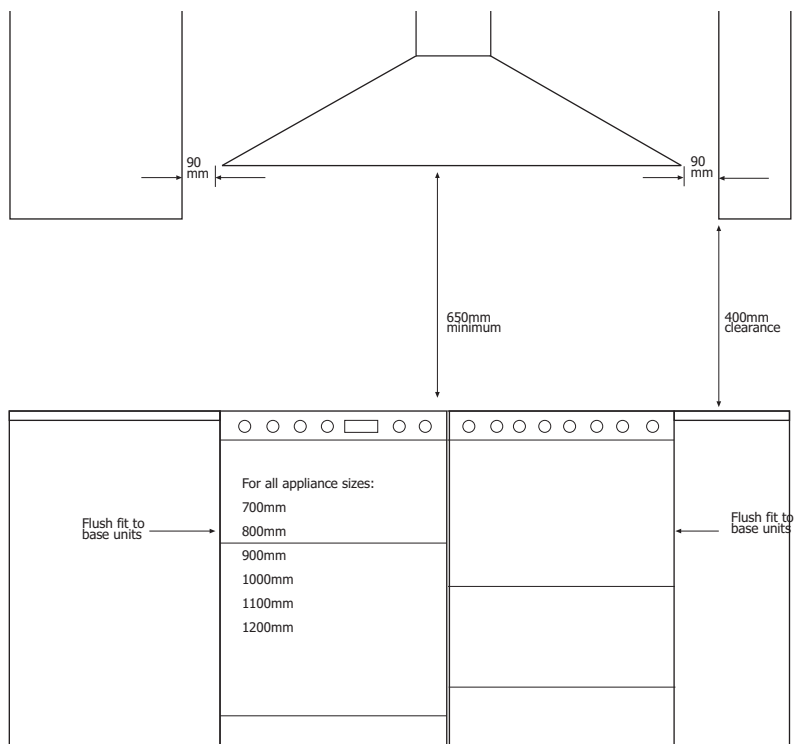 90
mm
90
mm
650mm
minimum
400mm
clearance
For all appliance sizes:
700mm
800mm
900mm
1000mm
1100mm
1200mm
Flush fit to
base units
Flush fit to
base units